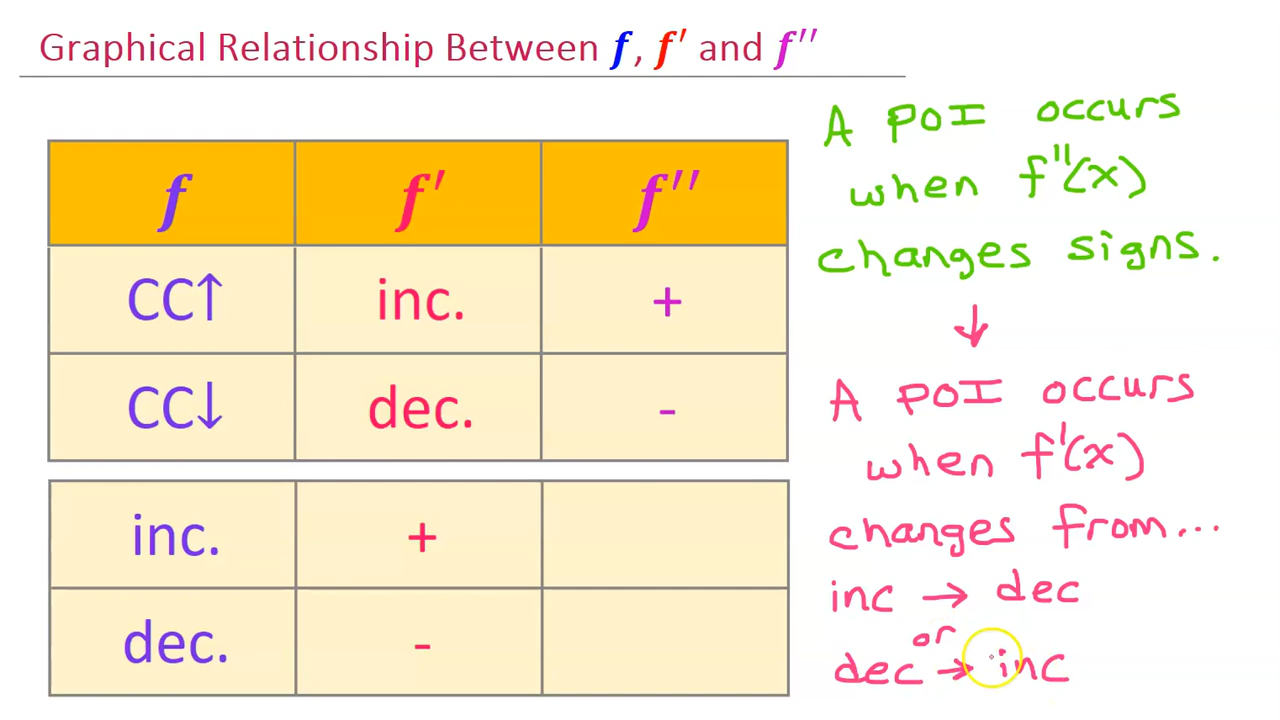 Graphical Relationship Between f, f′ and f′′
f f′ f′′
CC↑ inc. +
CC↓ dec. -
inc. +
dec. -
A POI occurs
when f''(x)
changes signs.
↓
A POI occurs
when f'(x)
changes from...
inc → dec
or
dec → inc